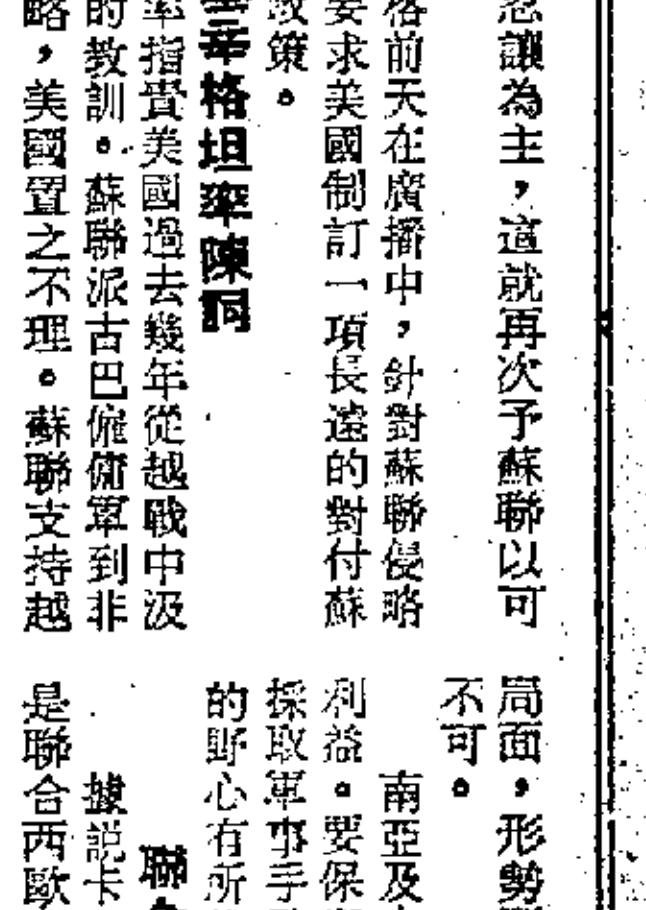 忍讓為主，這就再次予蘇聯以可
格前天在廣播中，針對蘇聯侵略
要求美國制訂一項長遠的對付蘇
政策。
辛格坦率陳詞
率指責美國過去幾年從越戰中汲
的教訓。蘇聯派古巴僱傭軍到非
略，美國置之不理。蘇聯支持越
局面，形勢
不可。
南亞及
利益。要保
採取軍事手
的野心有所
聯
據説卡
是聯合西歐